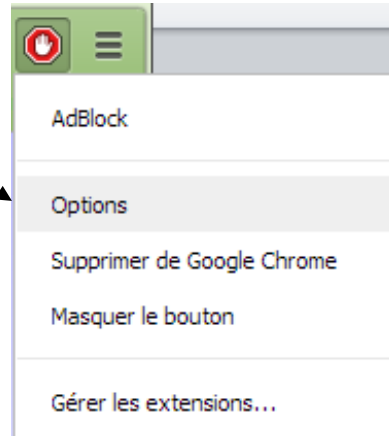 AdBlock
Options
Supprimer de Google Chrome
Masquer le bouton
Gérer les extensions...